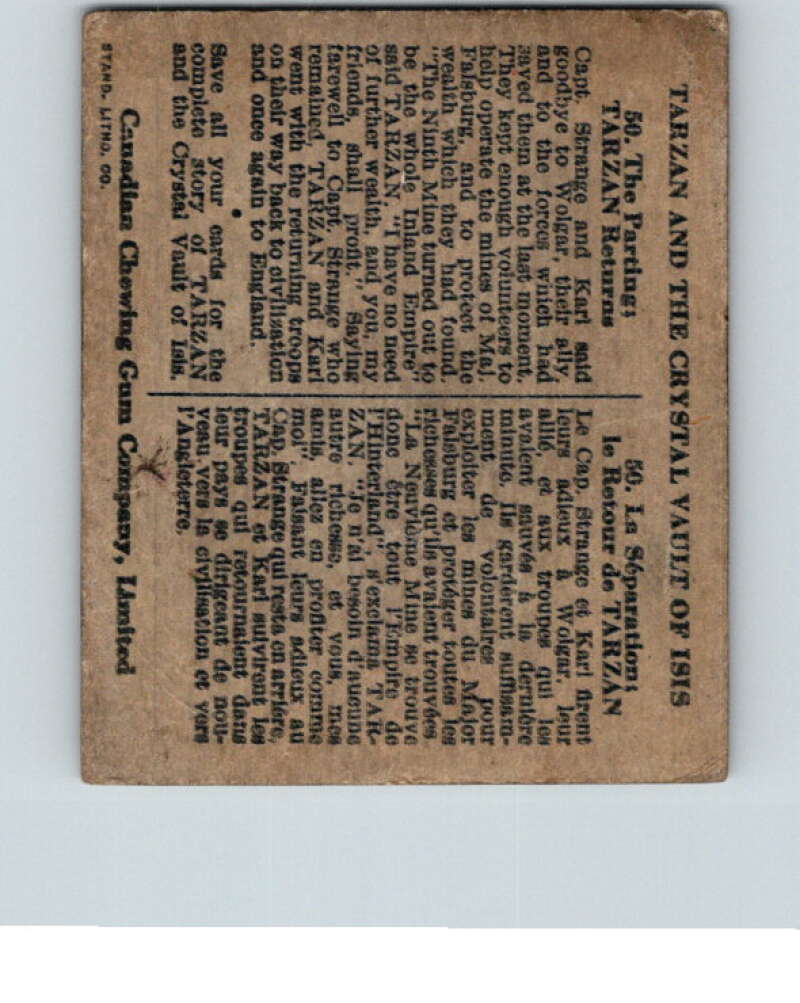 TARZAN AND THE CRYSTAL VAULT OF ISIS
50. The Parting;
TARZAN Returns
Capt. Strange and Karl said
goodbye to Wolgar, their ally,
and to the forces which had
saved them at the last moment.
They kept enough volunteers to
help operate the mines of Maj.
Falsburg, and to protect the
wealth which they had found.
"The Ninth Mine turned out to
be the whole Inland Empire"
said TARZAN. "I have no need
of further wealth, and you, my
friends, shall profit." Saying
farewell to Capt. Strange who
remained, TARZAN and Karl
went with the returning troops
on their way back to civilization
and once again to England.
Save all your cards for the
complete story of TARZAN
and the Crystal Vault of Isis.
50. La Séparation;
le Retour de TARZAN
Le Cap. Strange et Karl firent
leurs adieux à Wolgar, leur
allié, et aux troupes qui les
avaient sauvés à la dernière
minute. Ils gardèrent suffisam-
ment de volontaires pour
exploiter les mines du Major
Falsburg et protéger toutes les
richesses qu'ils avaient trouvées.
"La Neuvième Mine se trouve
donc être tout l'Empire de
l'Hinterland", s'exclama TAR-
ZAN. "Je n'ai besoin d'aucune
autre richesse, et vous, mes
amis, allez en profiter comme
moi". Faisant leurs adieux au
Cap. Strange qui resta en arrière,
TARZAN et Karl suivirent les
troupes qui retournaient dans
leur pays se dirigeant de nou-
veau vers la civilisation et vers
l'Angleterre.
Canadian Chewing Gum Company, Limited
STAND. LITHO. CO.